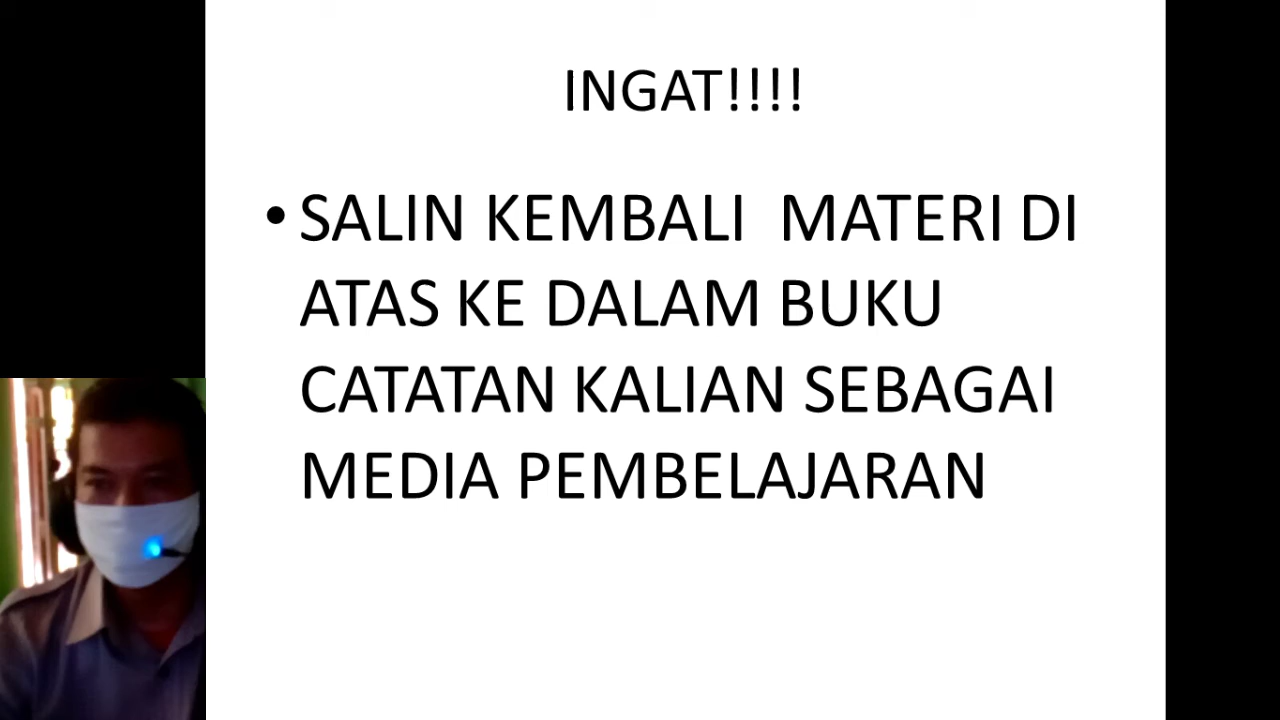 INGAT!!!!
• SALIN KEMBALI  MATERI DI
ATAS KE DALAM BUKU
CATATAN KALIAN SEBAGAI
MEDIA PEMBELAJARAN